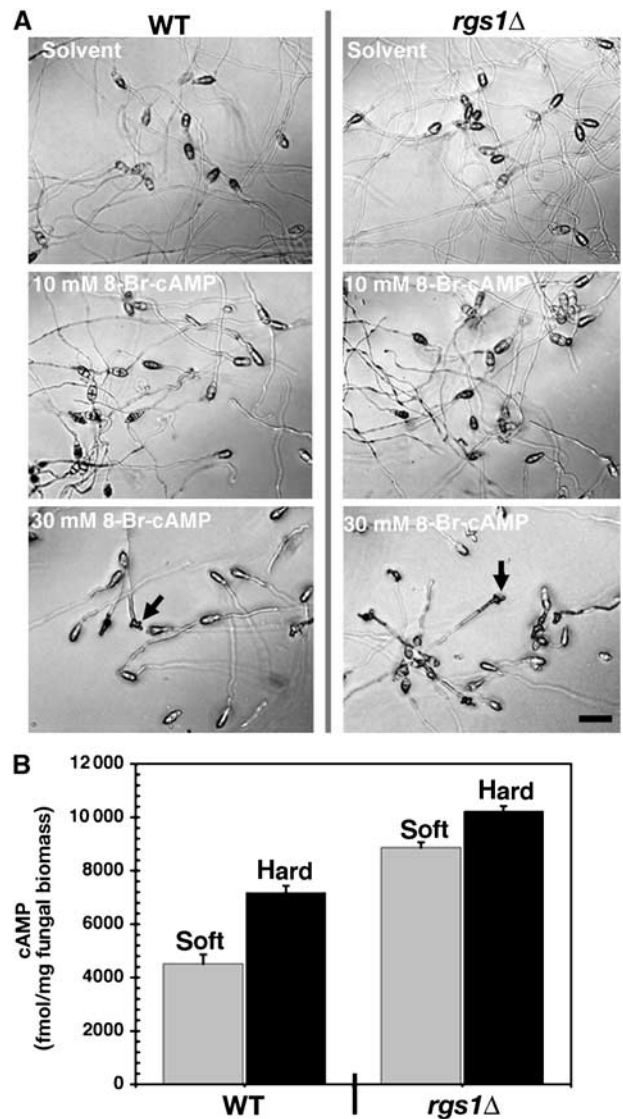 A
WT
rgs1Δ
Solvent
Solvent
10 mM 8-Br-cAMP
10 mM 8-Br-cAMP
30 mM 8-Br-cAMP
30 mM 8-Br-cAMP
B
cAMP
(fmol/mg fungal biomass)
12 000
10 000
8000
6000
4000
2000
0
Soft
Hard
Soft
Hard
WT
rgs1Δ